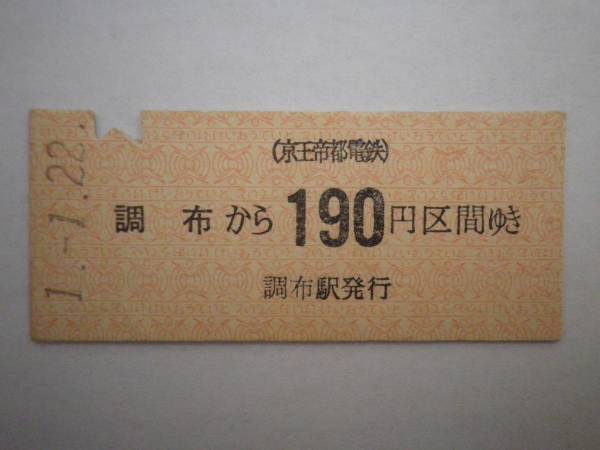 (京王帝都電鉄)
調布から190円区間ゆき
調布駅発行
1.-1.22.